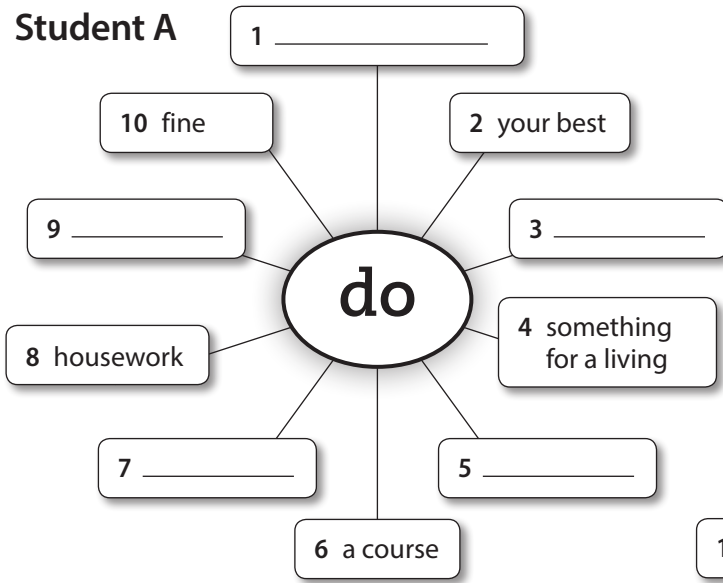 Student A
1
10 fine
2 your best
9
3
do
8 housework
4 something
for a living
7
5
6 a course
1